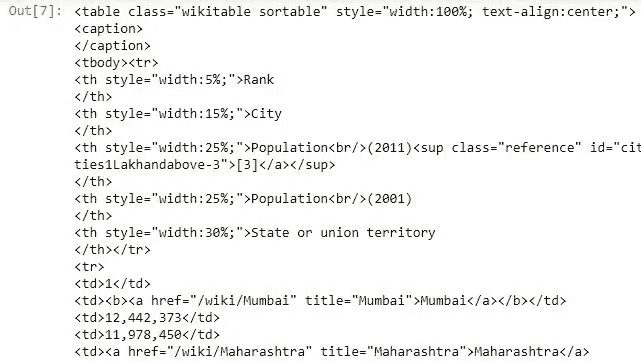 Out[7]: <table class="wikitable sortable" style="width:100%; text-align:center;">
<caption>
</caption>
<tbody><tr>
<th style="width:5%;">Rank
</th>
<th style="width:15%;">City
</th>
<th style="width:25%;">Population<br/>(2011)<sup class="reference" id="cit
ties1Lakhandabove-3">[3]</a></sup>
</th>
<th style="width:25%;">Population<br/>(2001)
</th>
<th style="width:30%;">State or union territory
</th></tr>
<tr>
<td>1</td>
<td><b><a href="/wiki/Mumbai" title="Mumbai">Mumbai</a></b></td>
<td>12,442,373</td>
<td>11,978,450</td>
<td><a href="/wiki/Maharashtra" title="Maharashtra">Maharashtra</a>